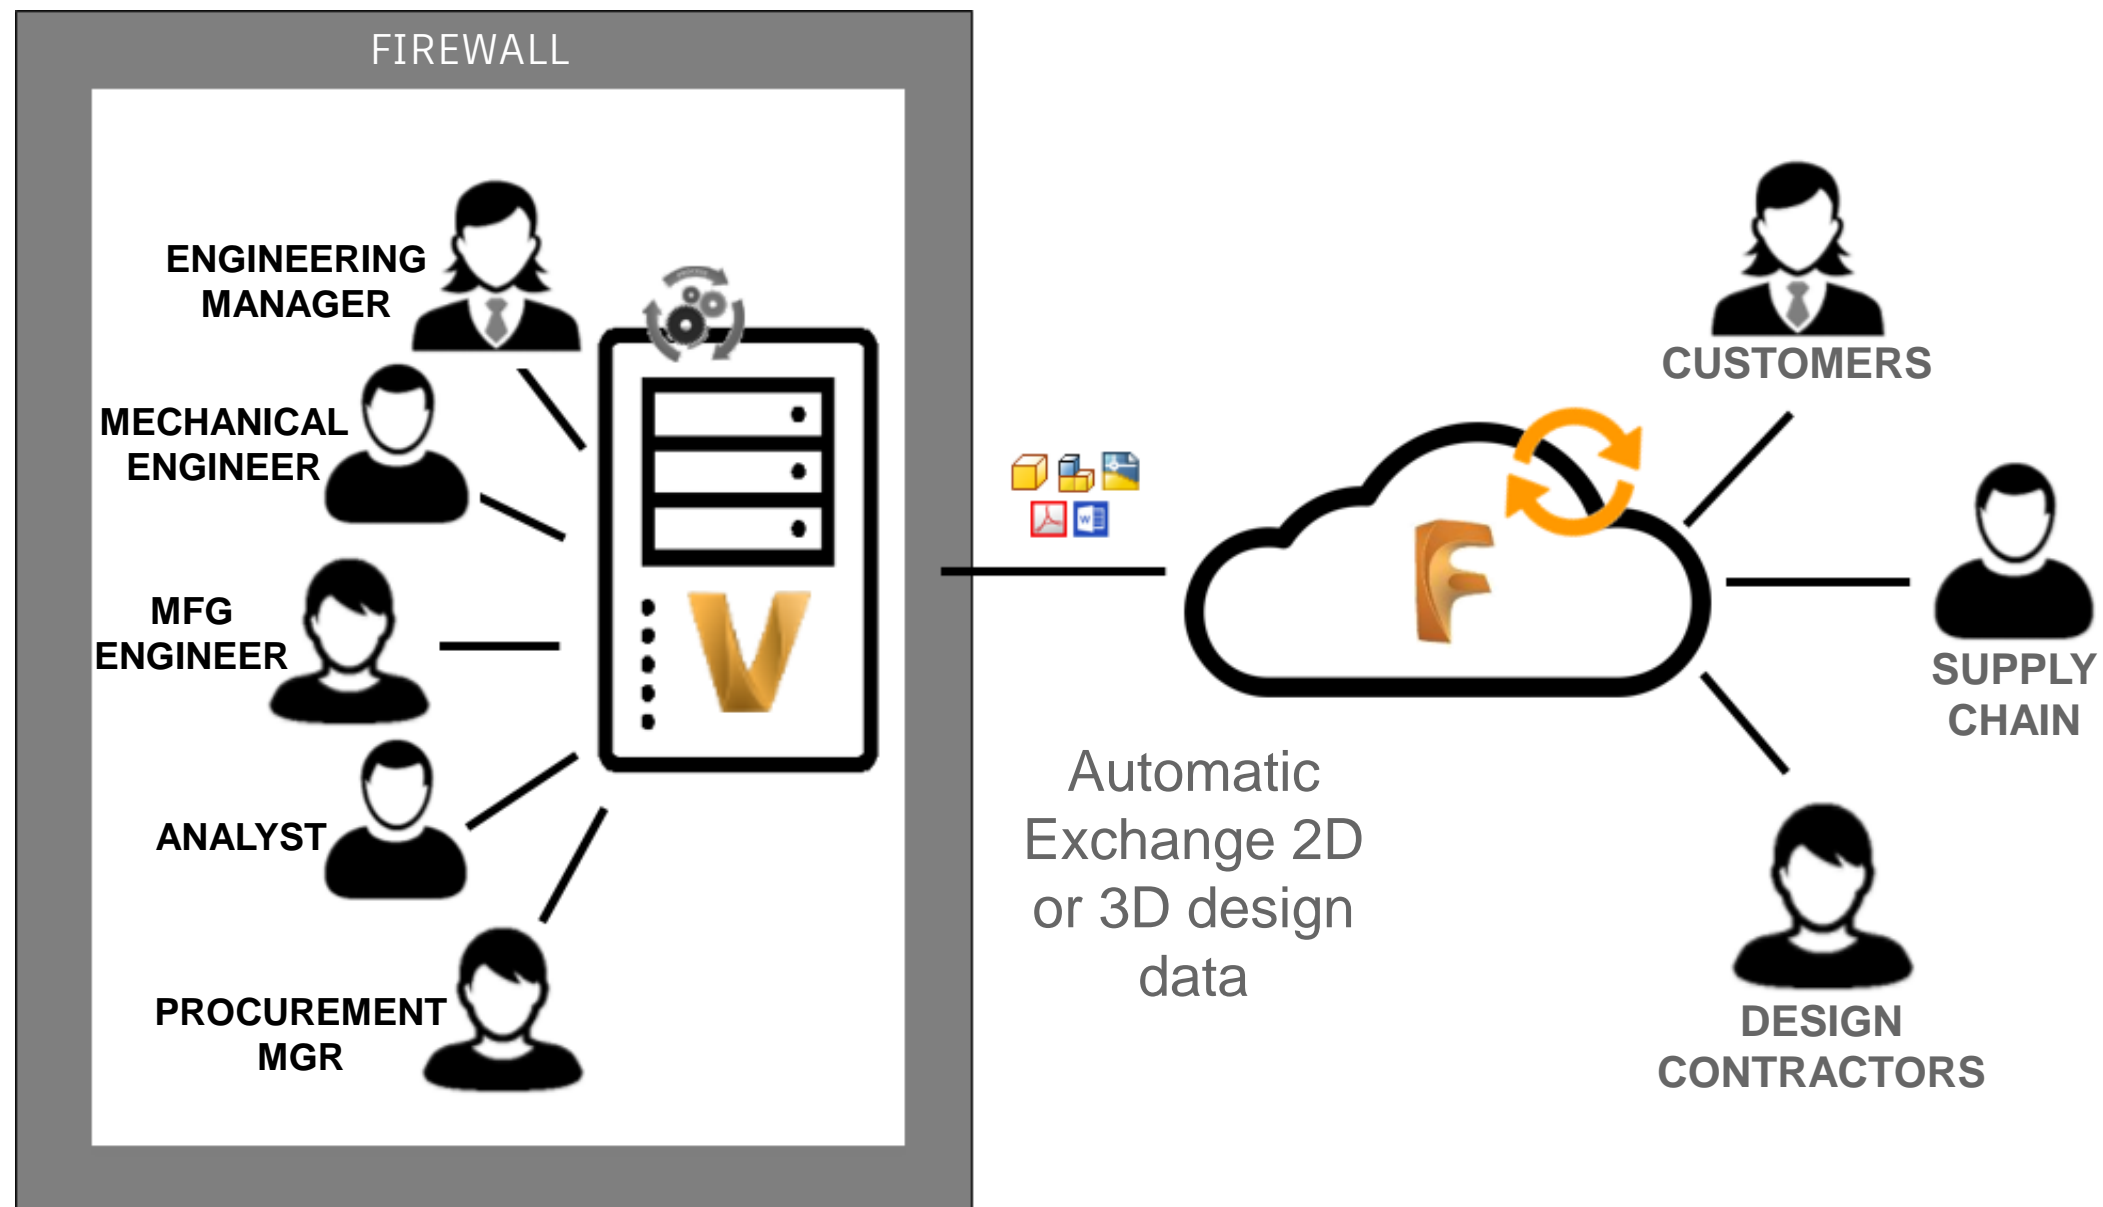 FIREWALL
ENGINEERING
MANAGER
MECHANICAL
ENGINEER
MFG
ENGINEER
ANALYST
PROCUREMENT
MGR
V
W
F
Automatic
Exchange 2D
or 3D design
data
CUSTOMERS
SUPPLY
CHAIN
DESIGN
CONTRACTORS